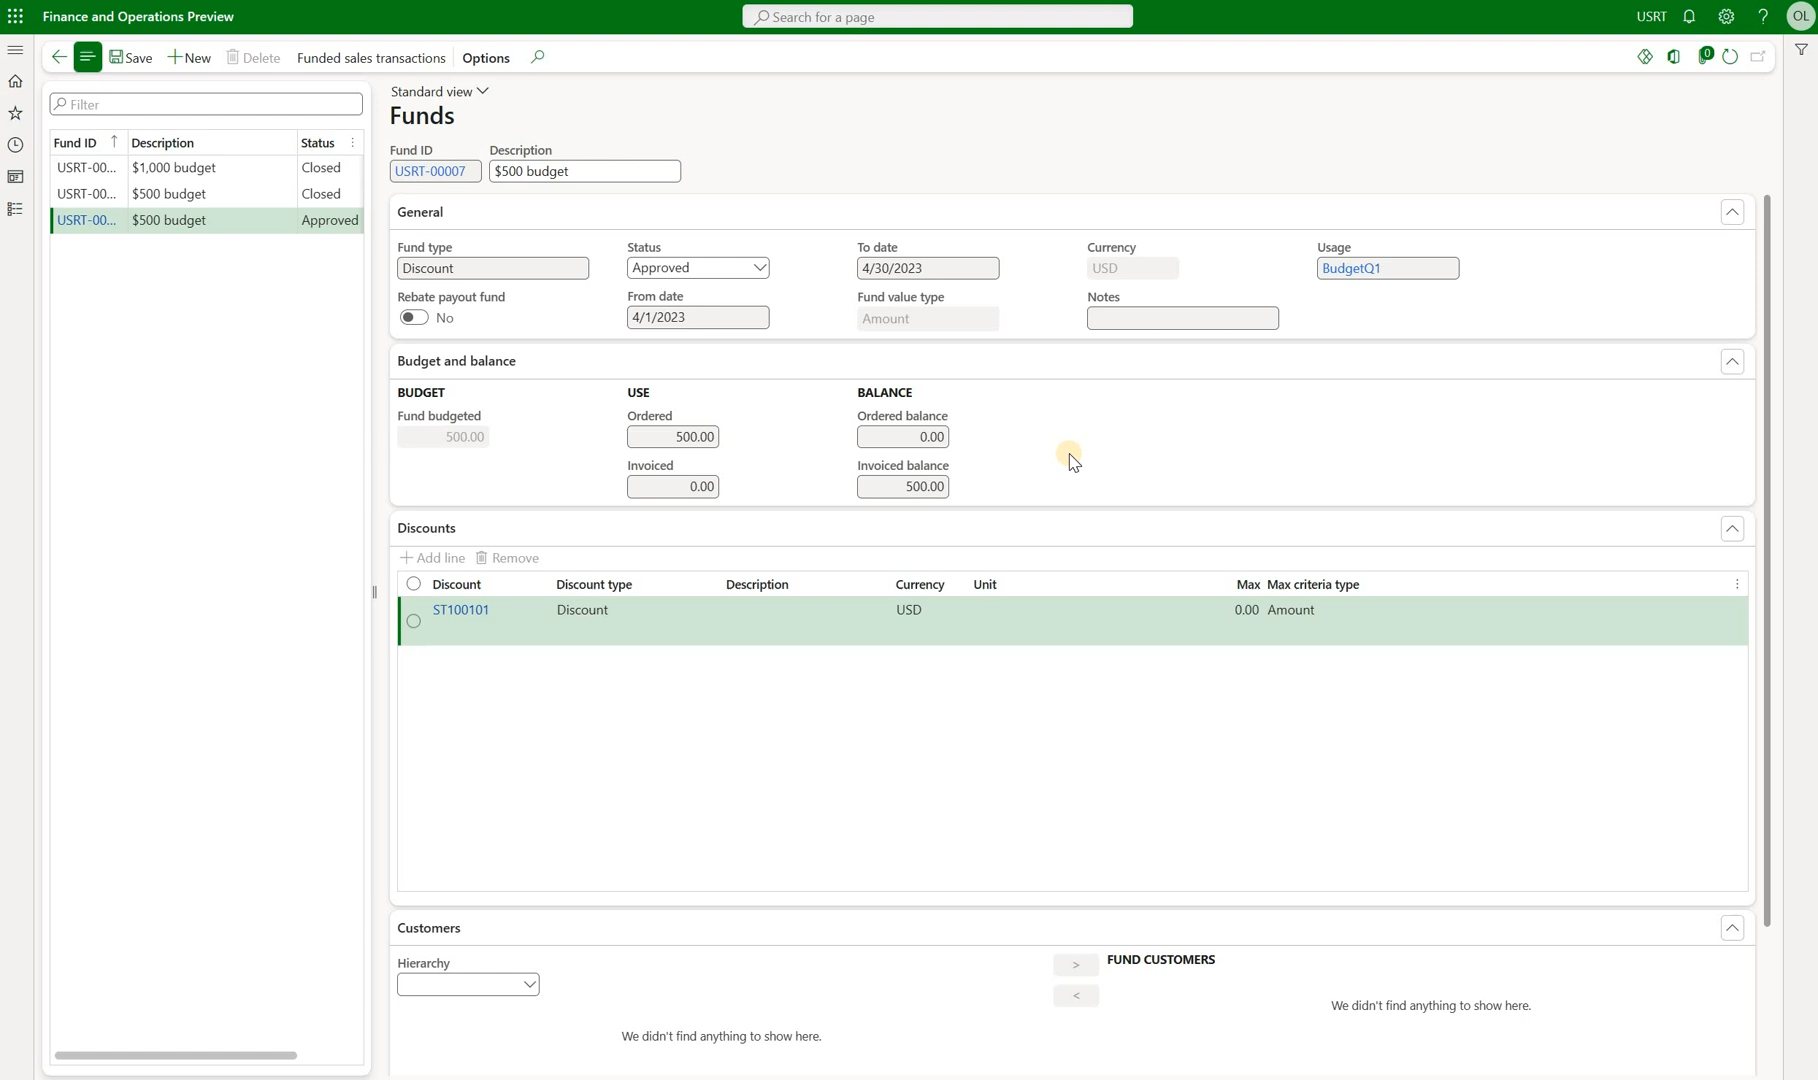 Finance and Operations Preview
Search for a page
USRT
?
OL
Save
New
Delete
Funded sales transactions
Options
0
Filter
Fund ID Description Status
USRT-00... $1,000 budget Closed
USRT-00... $500 budget Closed
USRT-00... $500 budget Approved
Standard view
Funds
Fund ID Description
USRT-00007 $500 budget
General
Fund type Status To date Currency Usage
Discount Approved 4/30/2023 USD BudgetQ1
Rebate payout fund From date Fund value type Notes
No 4/1/2023 Amount
Budget and balance
BUDGET USE BALANCE
Fund budgeted Ordered Ordered balance
500.00 500.00 0.00
Invoiced Invoiced balance
0.00 500.00
Discounts
Add line Remove
Discount Discount type Description Currency Unit Max Max criteria type
ST100101 Discount USD 0.00 Amount
Customers
Hierarchy
>
FUND CUSTOMERS
<
We didn't find anything to show here.
We didn't find anything to show here.